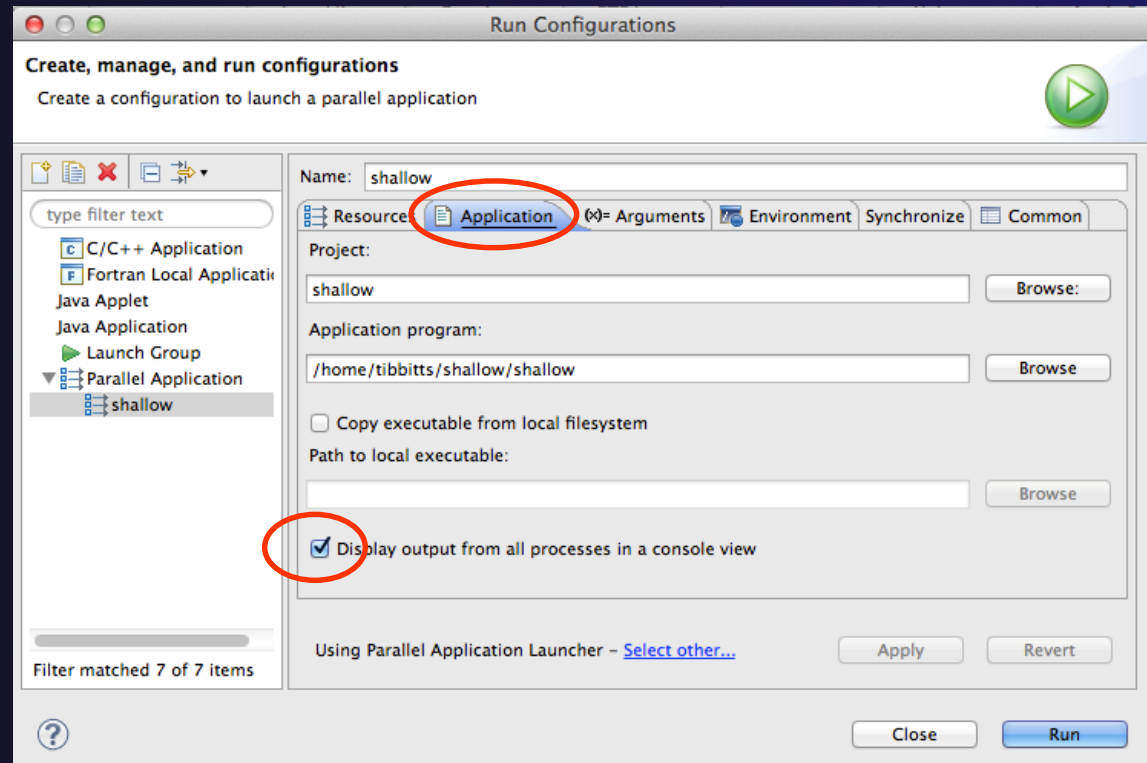 Run Configurations
Create, manage, and run configurations
Create a configuration to launch a parallel application
Name: shallow
type filter text
Resources Application (x)= Arguments Environment Synchronize Common
C/C++ Application
Fortran Local Applicatio
Java Applet
Java Application
Launch Group
Parallel Application
shallow
Filter matched 7 of 7 items
Project:
shallow Browse:
Application program:
/home/tibbitts/shallow/shallow Browse
Copy executable from local filesystem
Path to local executable:
Browse
Display output from all processes in a console view
Using Parallel Application Launcher – Select other... Apply Revert
? Close Run